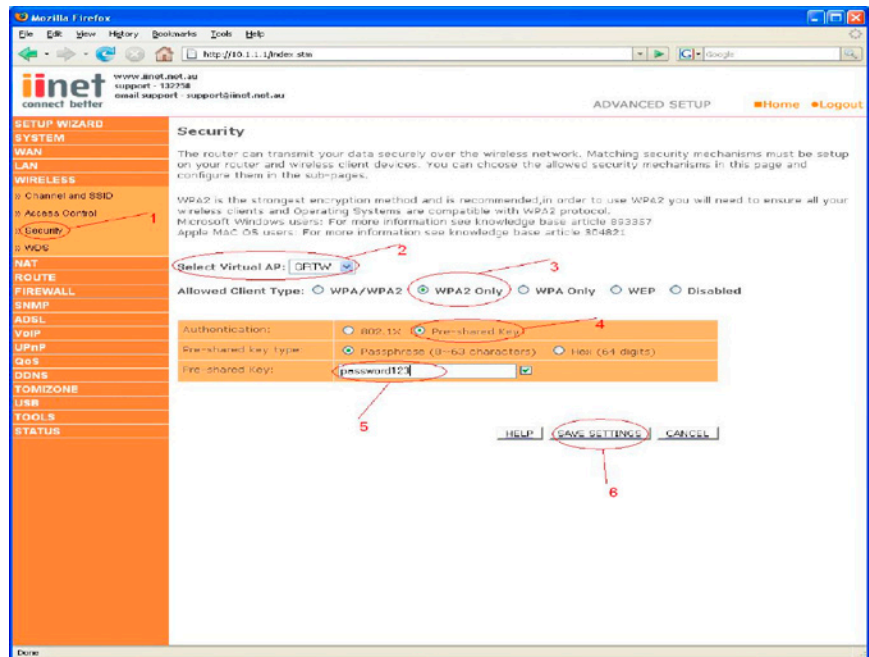 Mozilla Firefox
File Edit View History Bookmarks Tools Help
http://10.1.1.1/index.stm
Google
iinet
connect better
www.iinet.net.au
support - 132258
email support - support@iinet.net.au
ADVANCED SETUP
Home
Logout
SETUP WIZARD
SYSTEM
WAN
LAN
WIRELESS
» Channel and SSID
» Access Control
» Security
» WDS
NAT
ROUTE
FIREWALL
SNMP
ADSL
VoIP
UPnP
QoS
DDNS
TOMIZONE
USB
TOOLS
STATUS
Security
The router can transmit your data securely over the wireless network. Matching security mechanisms must be setup
on your router and wireless client devices. You can choose the allowed security mechanisms in this page and
configure them in the sub-pages.
WPA2 is the strongest encryption method and is recommended,in order to use WPA2 you will need to ensure all your
wireless clients and Operating Systems are compatible with WPA2 protocol.
Microsoft Windows users: For more information see knowledge base article 893357
Apple MAC OS users: For more information see knowledge base article 304821
1
2
Select Virtual AP:
3
Allowed Client Type: WPA/WPA2 WPA2 Only WPA Only WEP Disabled
Authentication: 802.1X Pre-shared Key
4
Pre-shared key type: Passphrase (8~63 characters) Hex (64 digits)
Pre-shared Key: password123
5
HELP SAVE SETTINGS CANCEL
6
Done